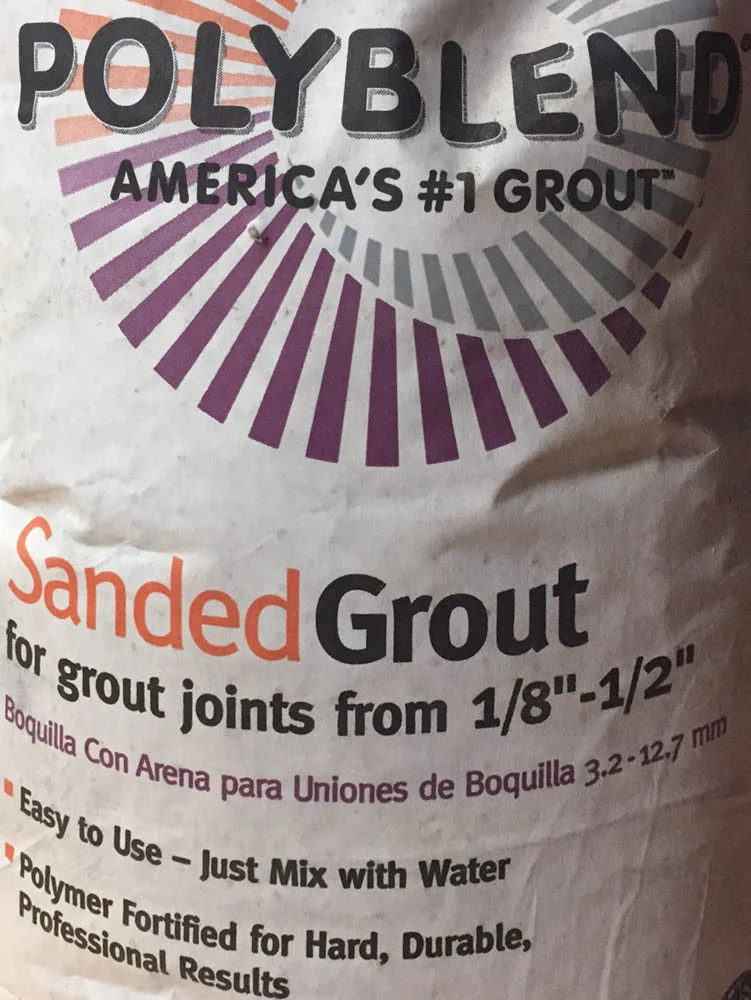 POLYBLEND®
AMERICA'S #1 GROUT™
Sanded Grout
for grout joints from 1/8"-1/2"
Boquilla Con Arena para Uniones de Boquilla 3.2-12.7 mm
Easy to Use – Just Mix with Water
Polymer Fortified for Hard, Durable,
Professional Results